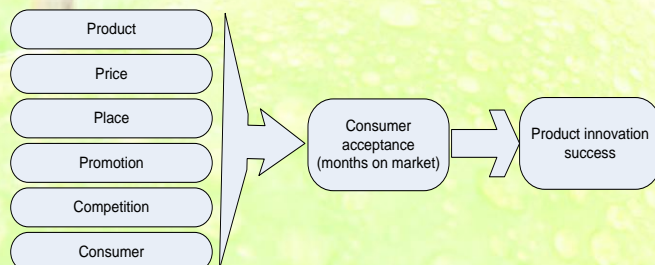 Product
Price
Place
Promotion
Competition
Consumer
Consumer
acceptance
(months on market)
Product innovation
success